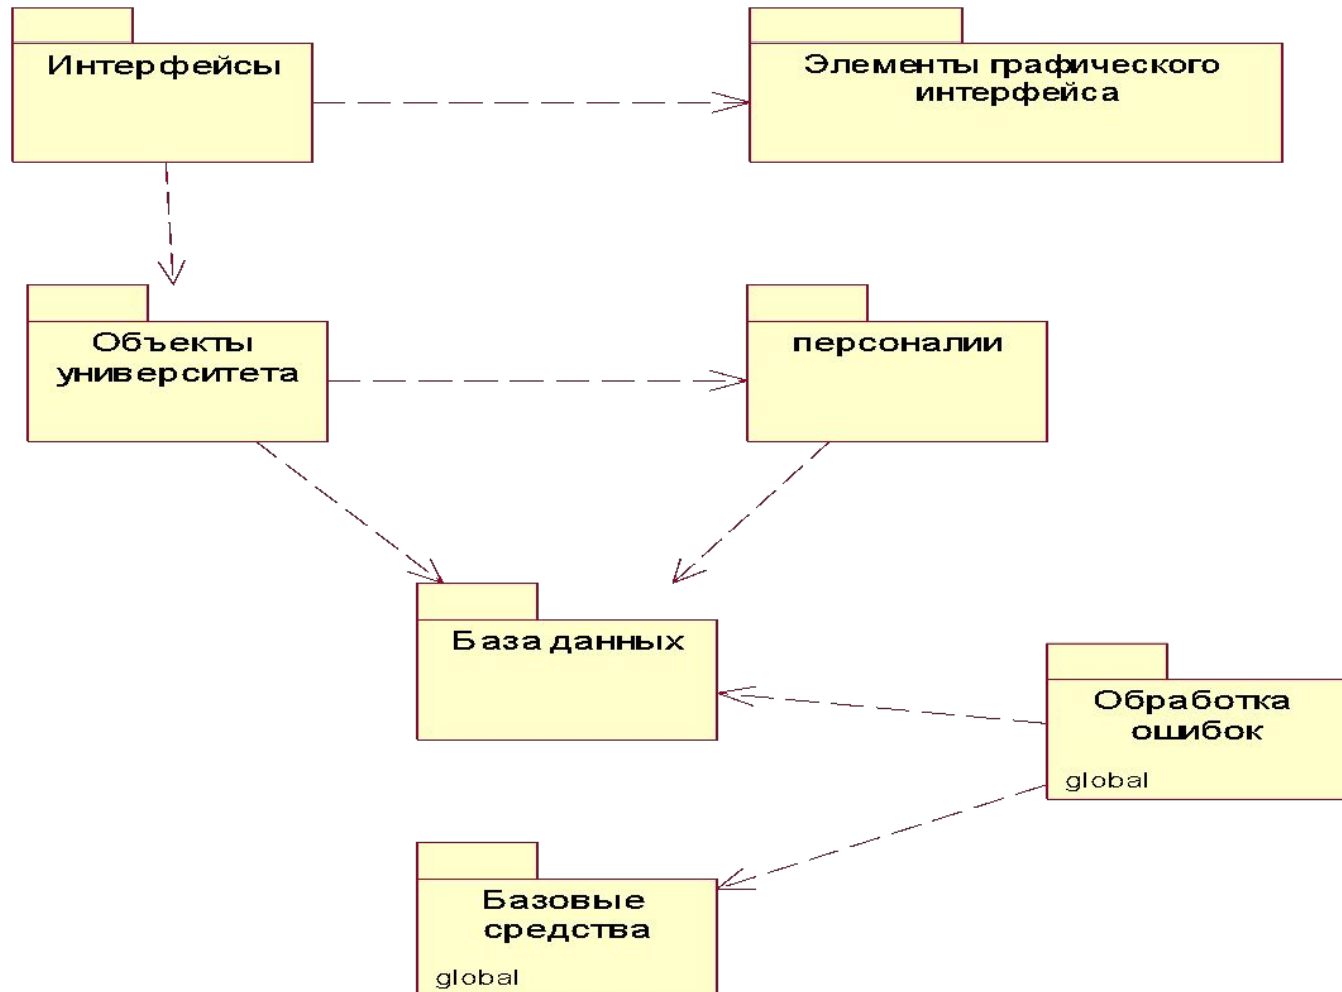 Интерфейсы
Элементы графического
интерфейса
Объекты
университета
персоналии
База данных
Обработка
ошибок
global
Базовые
средства
global